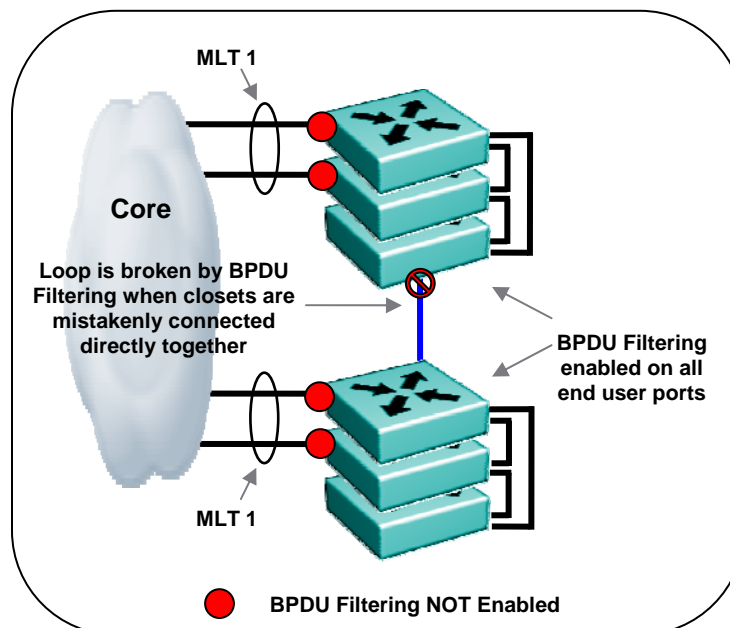 MLT 1
Core
Loop is broken by BPDU
Filtering when closets are
mistakenly connected
directly together
BPDU Filtering
enabled on all
end user ports
MLT 1
BPDU Filtering NOT Enabled